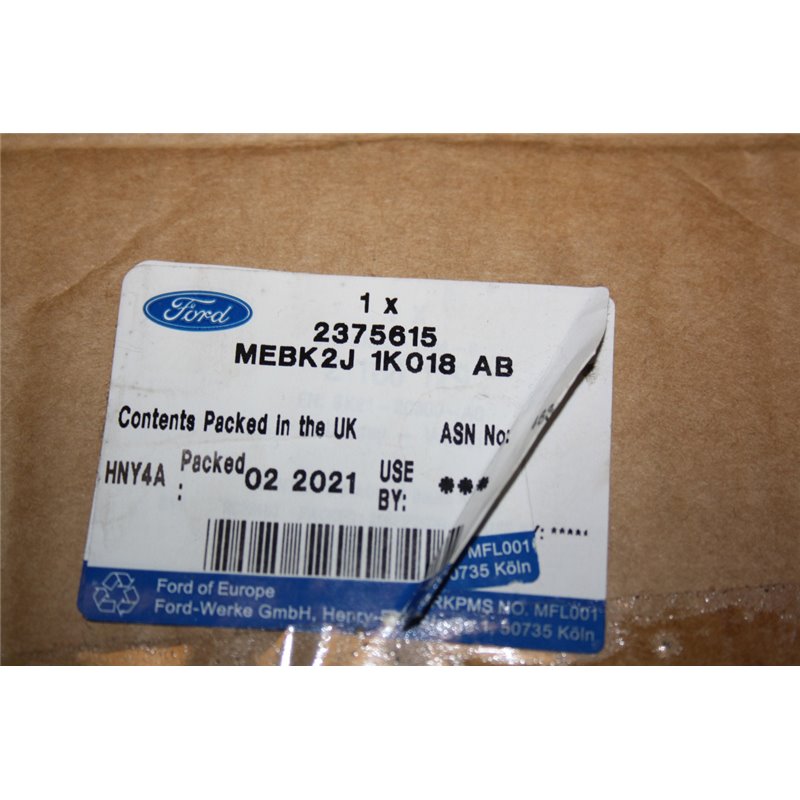 Ford
1 x
2375615
MEBK2J 1K018 AB
Contents Packed in the UK
ASN No:
HNY4A
Packed :
02 2021
USE BY:
***
: *****
MFL001
50735 Köln
Ford of Europe
Ford-Werke GmbH, Henry-
RKPMS NO. MFL001
50735 Köln